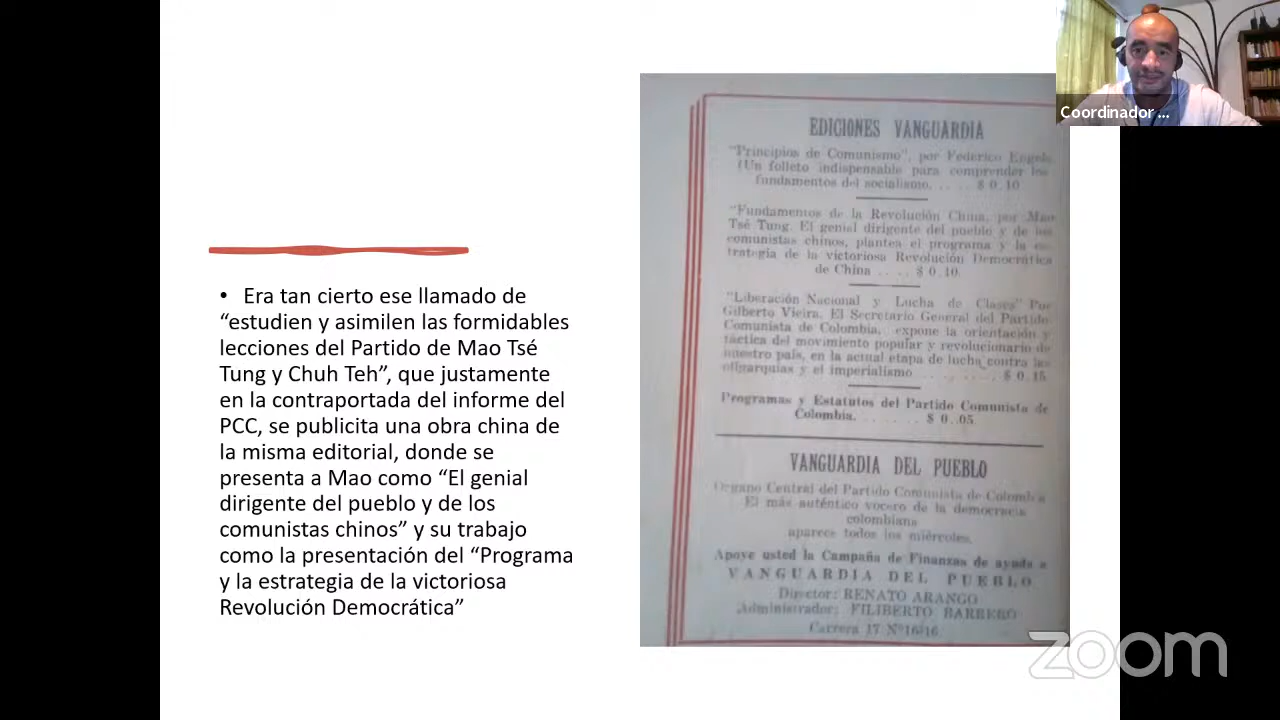 • Era tan cierto ese llamado de
“estudien y asimilen las formidables
lecciones del Partido de Mao Tsé
Tung y Chuh Teh”, que justamente
en la contraportada del informe del
PCC, se publicita una obra china de
la misma editorial, donde se
presenta a Mao como “El genial
dirigente del pueblo y de los
comunistas chinos” y su trabajo
como la presentación del “Programa
y la estrategia de la victoriosa
Revolución Democrática”
EDICIONES VANGUARDIA
"Principios de Comunismo", por Federico Engels
(Un folleto indispensable para comprender los
fundamentos del socialismo. . . . . $ 0.10
"Fundamentos de la Revolución China, por Mao
Tsé Tung. El genial dirigente del pueblo y de los
comunistas chinos, plantea el programa y la es-
trategia de la victoriosa Revolución Democrática
de China . . . . $ 0.10.
"Liberación Nacional y Lucha de Clases" Por
Gilberto Vieira. El Secretario General del Partido
Comunista de Colombia, expone la orientación y
táctica del movimiento popular y revolucionario de
nuestro país, en la actual etapa de lucha contra las
oligarquías y el imperialismo . . . . . . . . $ 0.15.
Programas y Estatutos del Partido Comunista de
Colombia. . . . . . . . $ 0..05.
VANGUARDIA DEL PUEBLO
Organo Central del Partido Comunista de Colombia
El más auténtico vocero de la democracia
colombiana
aparece todos los miércoles.
Apoye usted la Campaña de Finanzas de ayuda a
VANGUARDIA DEL PUEBLO
Director: RENATO ARANGO
Administrador: FILIBERTO BARRERO
Carrera 17 Nº
Coordinador ...
zoom